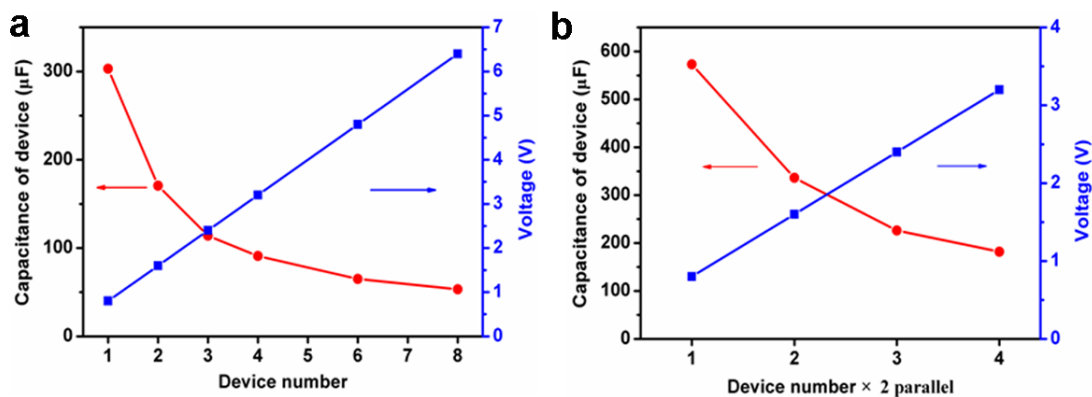 a
Capacitance of device (μF)
300
200
100
0
1 2 3 4 5 6 7 8
Device number
7
6
5
4
3
2
1
0
Voltage (V)
b
Capacitance of device (μF)
600
500
400
300
200
100
0
1 2 3 4
Device number × 2 parallel
4
3
2
1
0
Voltage (V)